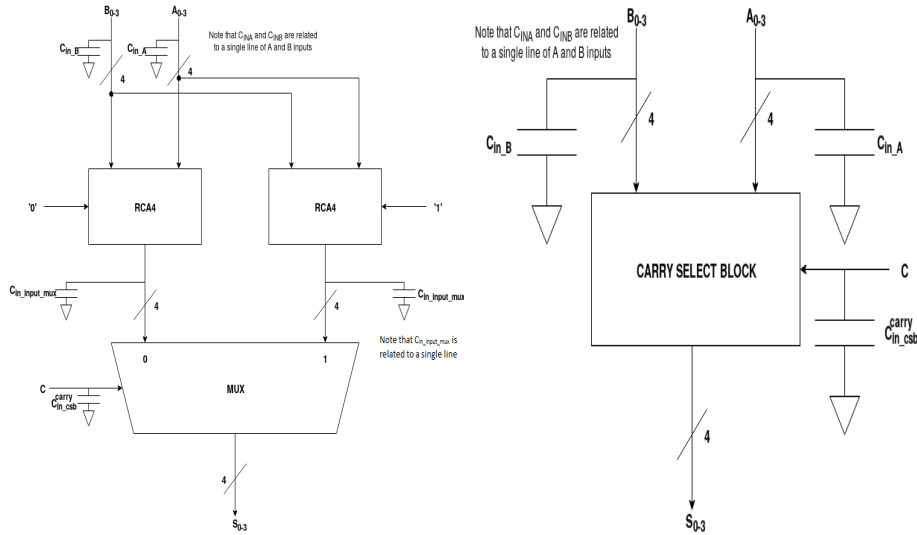 B0-3
A0-3
Note that CINA and CINB are related
to a single line of A and B inputs
Cin_B
Cin_A
4
4
'0'
RCA4
RCA4
'1'
Cin_input_mux
4
4
Cin_input_mux
Note that Cin_input_mux is
related to a single line
0
1
MUX
C
Cin_csb carry
4
S0-3
B0-3
A0-3
Note that CINA and CINB are related
to a single line of A and B inputs
4
4
Cin_B
Cin_A
CARRY SELECT BLOCK
C
Cin_csb carry
4
S0-3